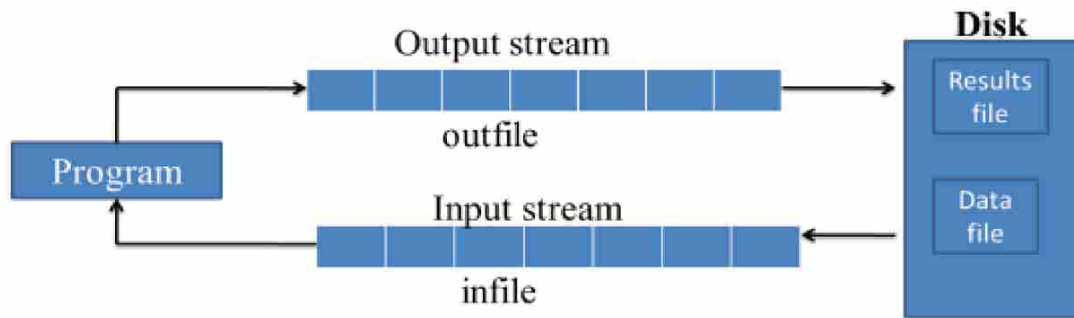 Disk
Output stream
Results
file
outfile
Program
Input stream
Data
file
infile